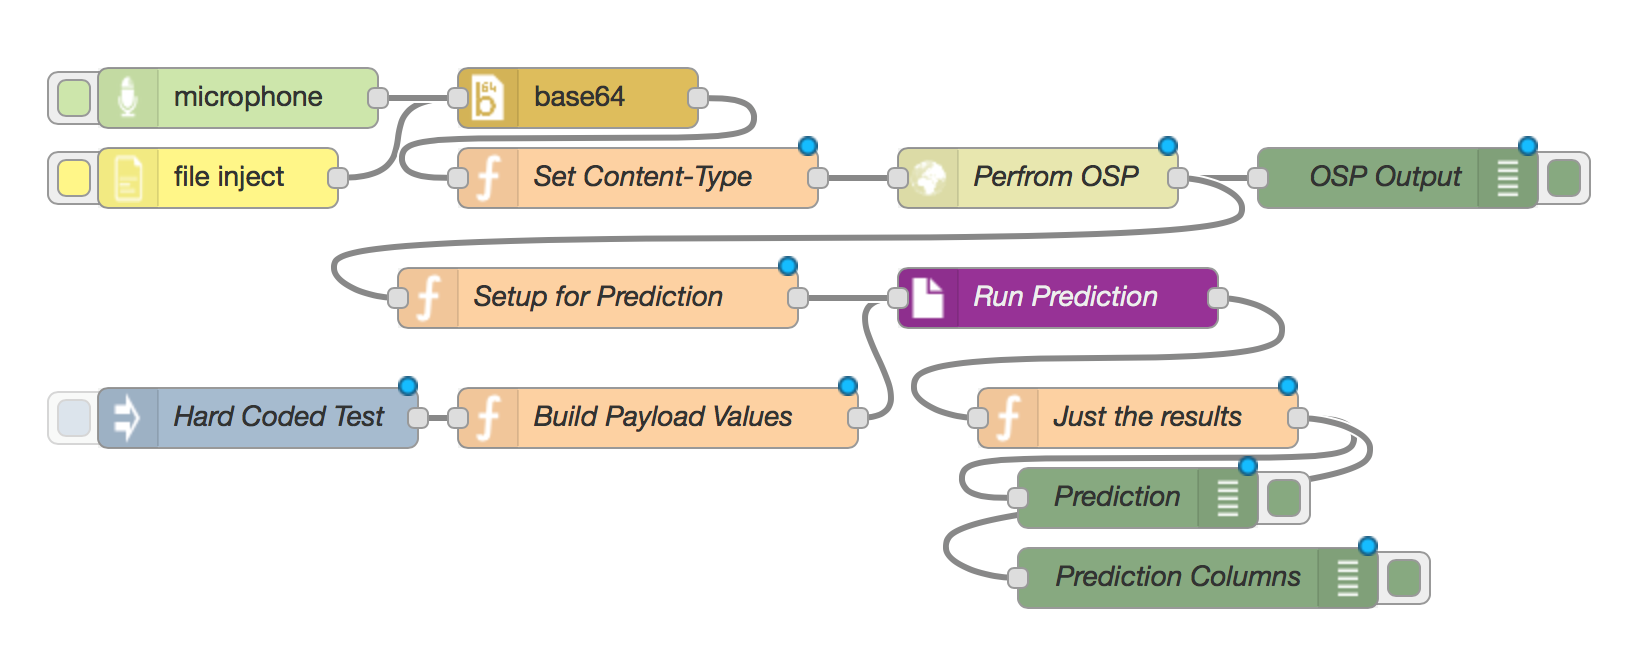 microphone
base64
file inject
Set Content-Type
Perfrom OSP
OSP Output
Setup for Prediction
Run Prediction
Hard Coded Test
Build Payload Values
Just the results
Prediction
Prediction Columns